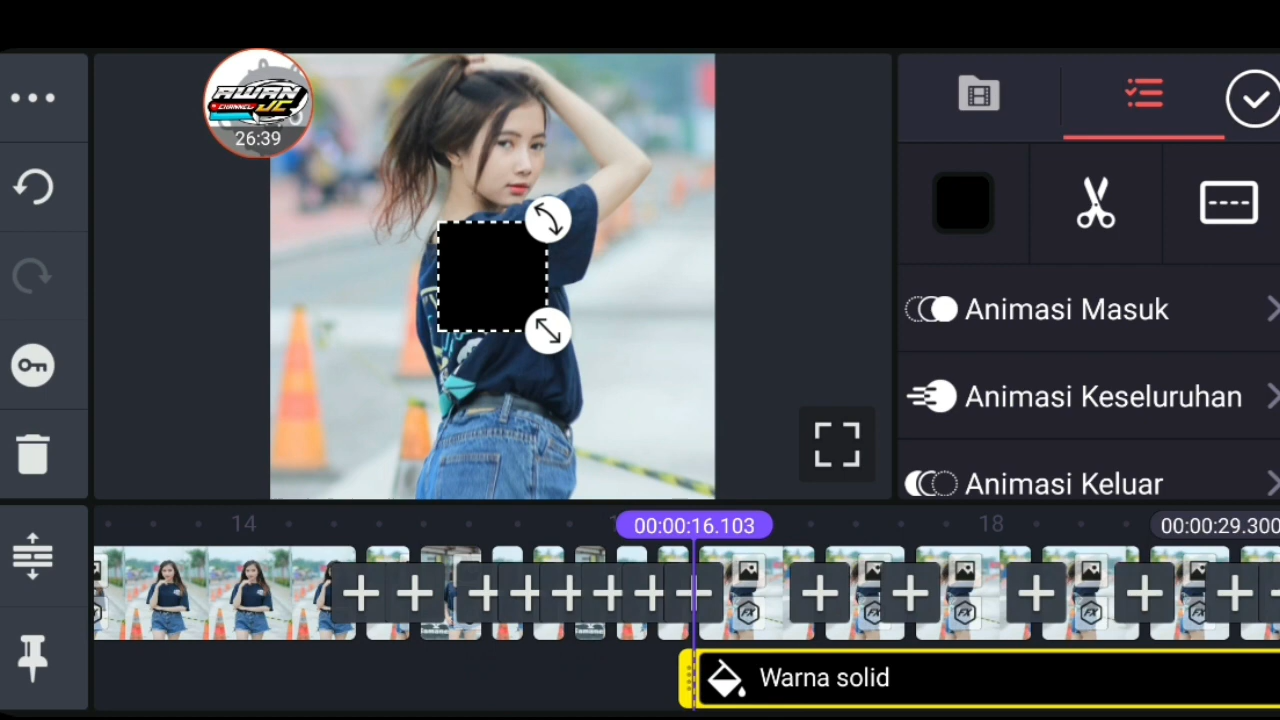 AWAN
CHANNEL JC
26:39
Animasi Masuk
Animasi Keseluruhan
Animasi Keluar
14
00:00:16.103
18
00:00:29.300
Warna solid